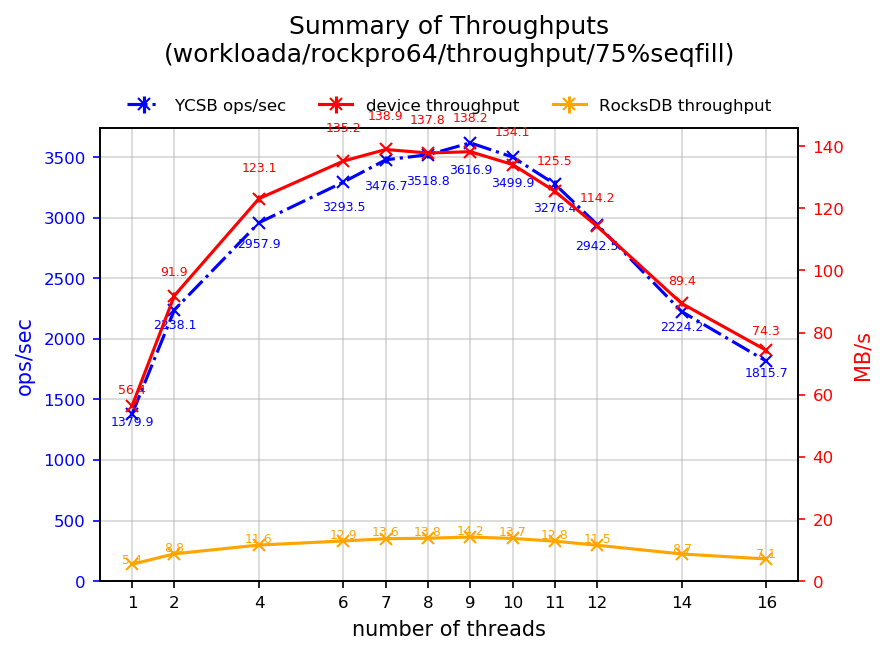 Summary of Throughputs
(workloada/rockpro64/throughput/75%seqfill)
YCSB ops/sec device throughput RocksDB throughput
138.9 137.8 138.2
135.2 134.1
123.1 125.5
114.2
91.9 89.4
74.3
56.4
3616.9
3476.7 3518.8 3499.9
3293.5 3276.4
2957.9 2942.5
2238.1 2224.2
1815.7
1379.9
5.4 8.8 11.6 12.9 13.6 13.8 14.2 13.7 12.8 11.5 8.7 7.1
3500
3000
2500
2000
1500
1000
500
0
ops/sec
140
120
100
80
60
40
20
0
MB/s
1 2 4 6 7 8 9 10 11 12 14 16
number of threads